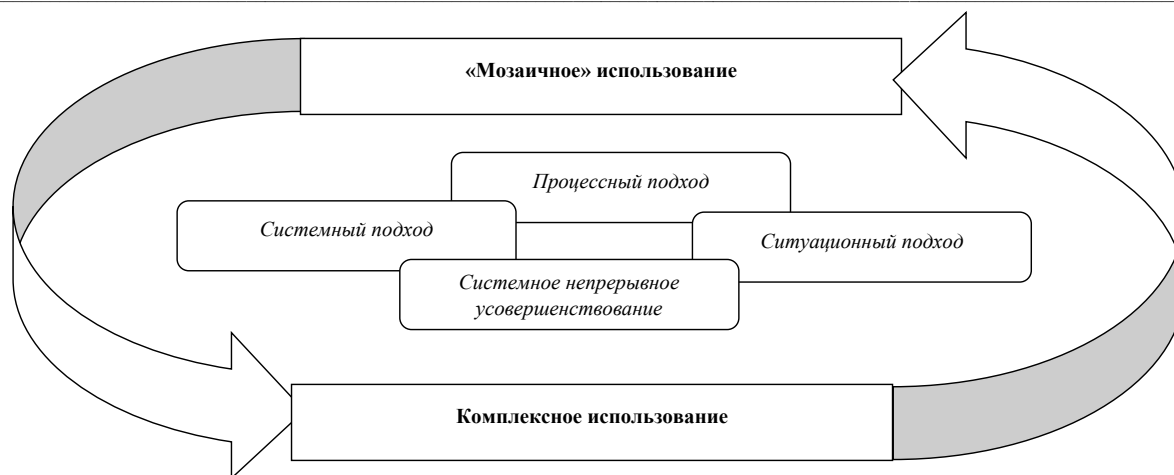 «Мозаичное» использование
Процессный подход
Системный подход
Ситуационный подход
Системное непрерывное
усовершенствование
Комплексное использование